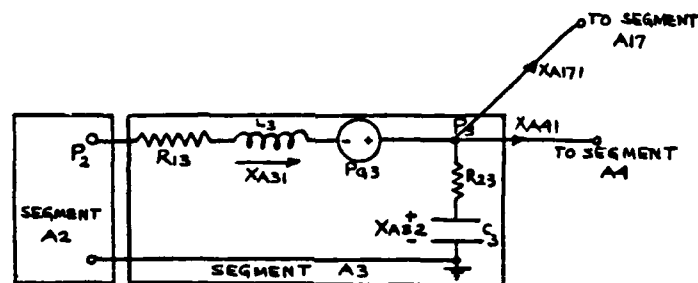 TO SEGMENT
A17
XA171
P2
R13
L3
XA31
- +
PG3
P3
XA41
TO SEGMENT
A4
R23
SEGMENT
A2
XA32
+
-
C3
SEGMENT A3